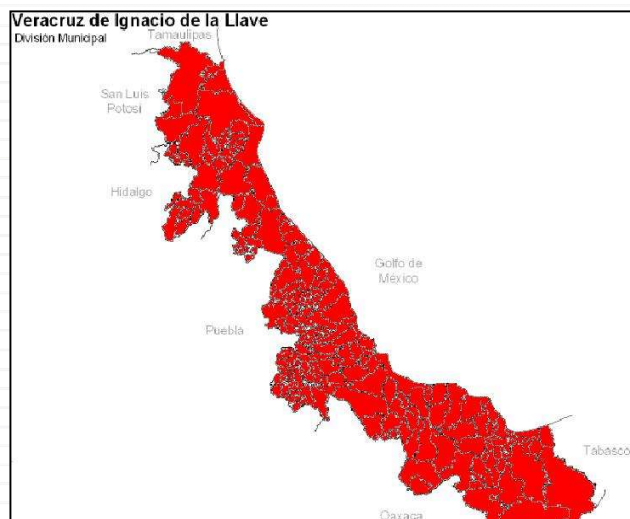 Veracruz de Ignacio de la Llave
División Municipal
Tamaulipas
San Luis
Potosí
Hidalgo
Golfo de
México
Puebla
Tabasco
Oaxaca